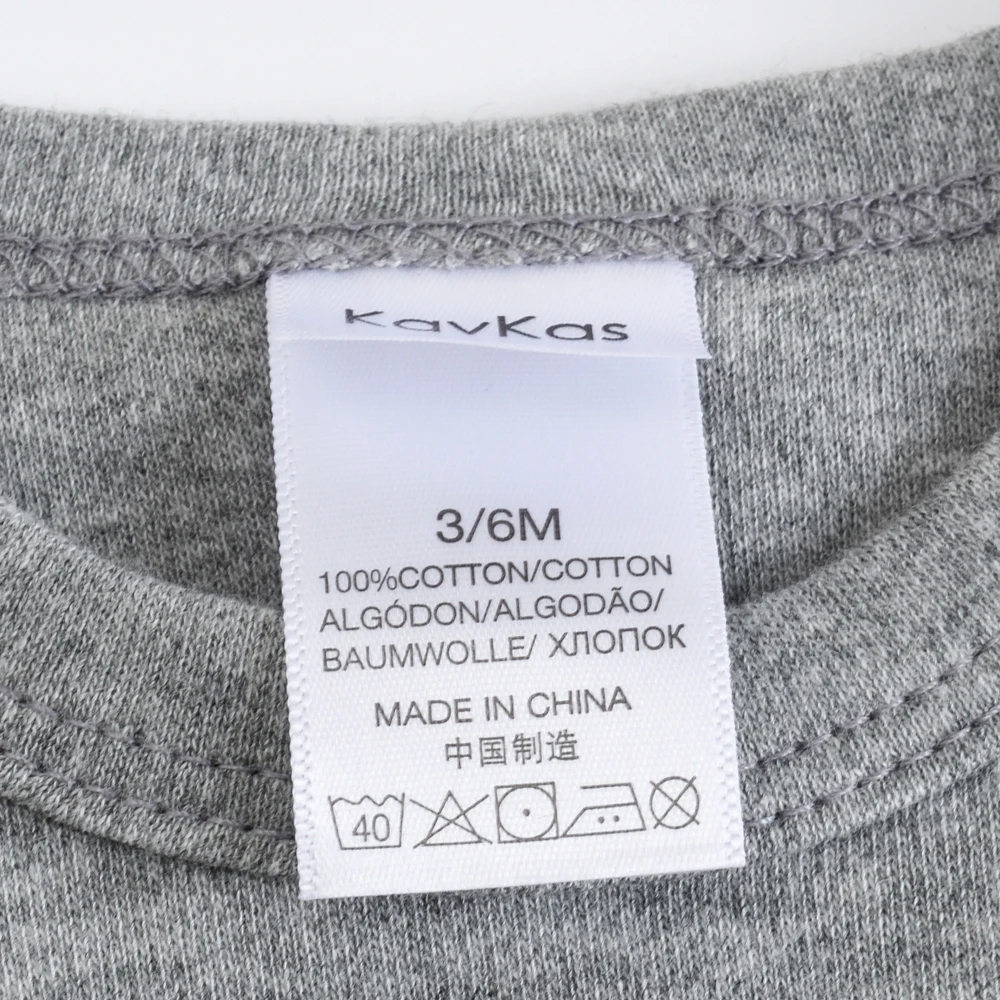 KavKas
3/6M
100%COTTON/COTTON
ALGÓDON/ALGODÃO/
BAUMWOLLE/ ХЛОПОК
MADE IN CHINA
中国制造
40